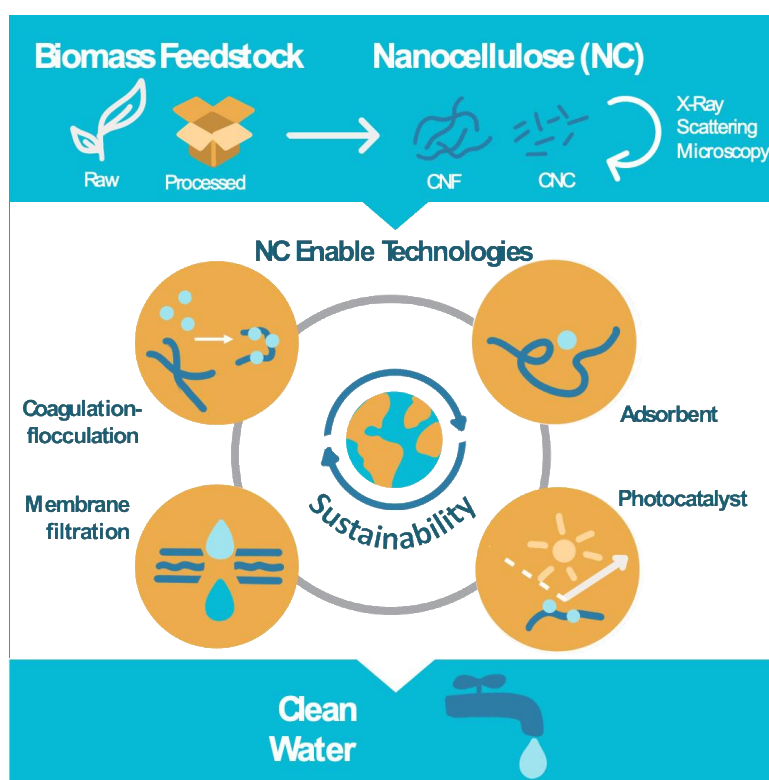 Biomass Feedstock
Nanocellulose (NC)
X-Ray
Scattering
Microscopy
Raw
Processed
CNF
CNC
NC Enable Technologies
Coagulation-
flocculation
Adsorbent
Membrane
filtration
Photocatalyst
Sustainability
Clean
Water